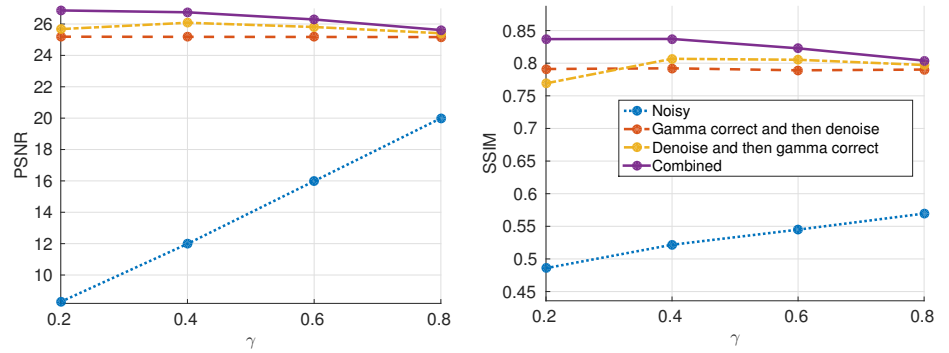 26
24
22
20
18
16
14
12
10
PSNR
0.2 0.4 0.6 0.8
γ
0.85
0.8
0.75
0.7
0.65
0.6
0.55
0.5
0.45
SSIM
Noisy
Gamma correct and then denoise
Denoise and then gamma correct
Combined
0.2 0.4 0.6 0.8
γ